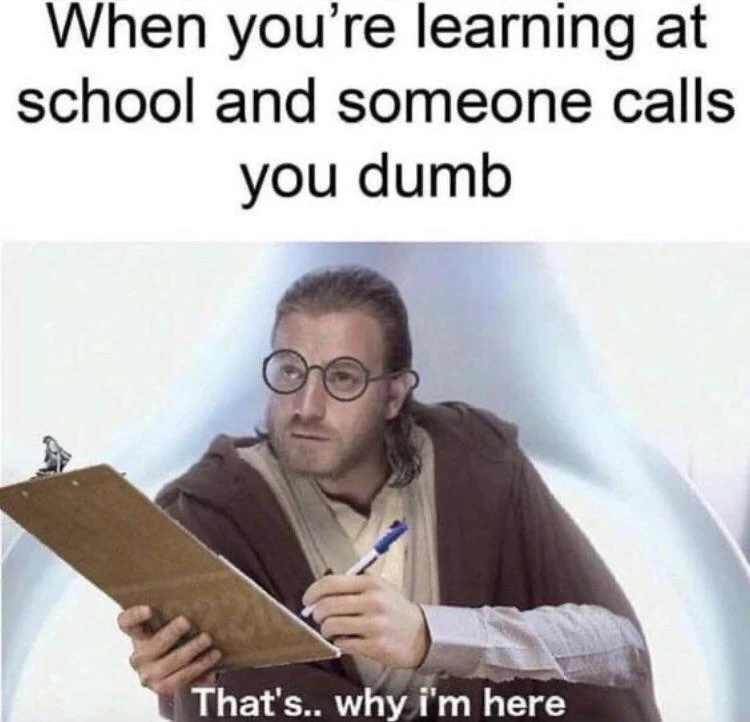 When you're learning at
school and someone calls
you dumb
That's.. why i'm here